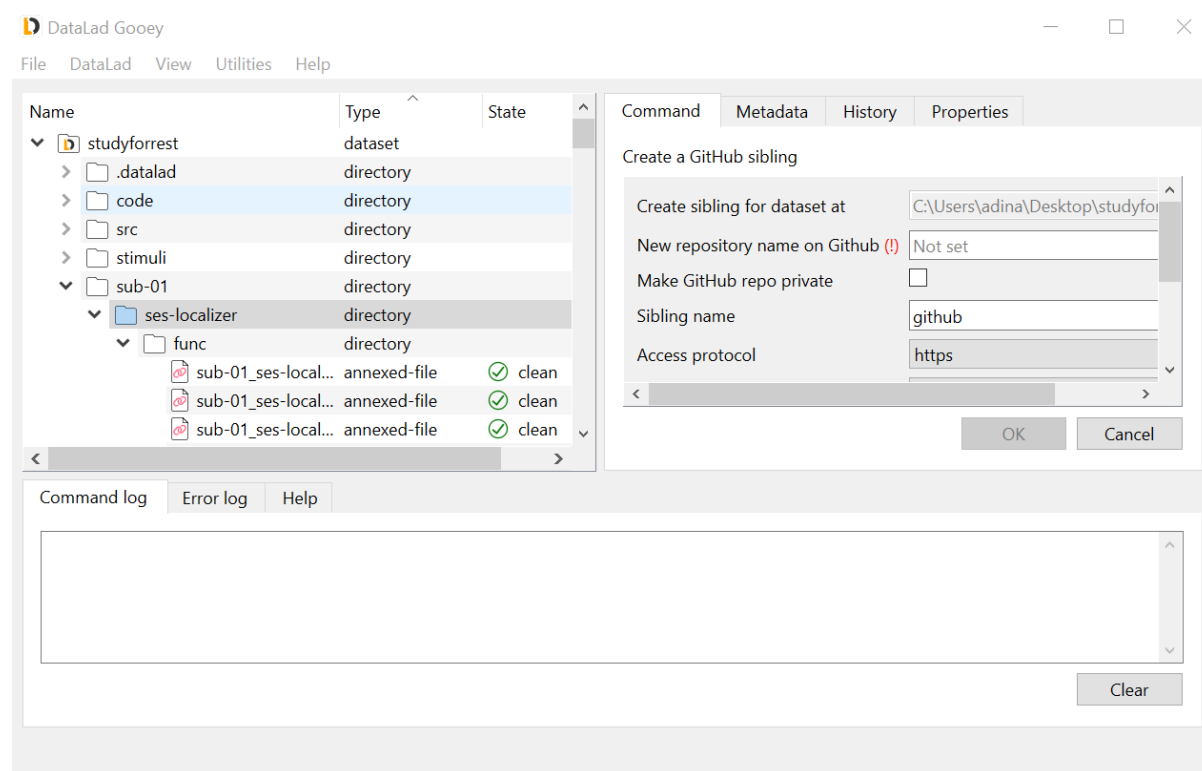 DataLad Gooey
File DataLad View Utilities Help
Name Type State
studyforrest dataset
.datalad directory
code directory
src directory
stimuli directory
sub-01 directory
ses-localizer directory
func directory
sub-01_ses-local... annexed-file clean
sub-01_ses-local... annexed-file clean
sub-01_ses-local... annexed-file clean
Command Metadata History Properties
Create a GitHub sibling
Create sibling for dataset at C:\Users\adina\Desktop\studyfor
New repository name on Github (!) Not set
Make GitHub repo private
Sibling name github
Access protocol https
OK Cancel
Command log Error log Help
Clear